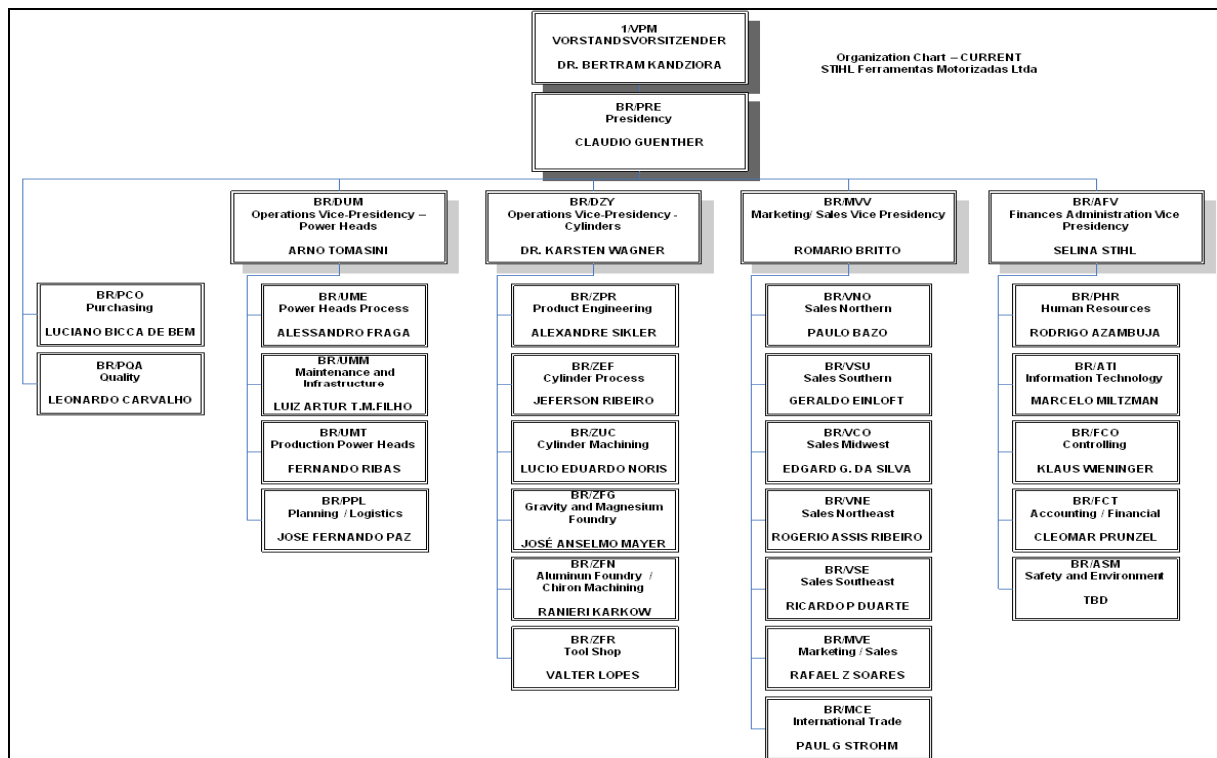 1/VPM
VORSTANDSVORSITZENDER
DR. BERTRAM KANDZIORA
Organization Chart – CURRENT
STIHL Ferramentas Motorizadas Ltda
BR/PRE
Presidency
CLAUDIO GUENTHER
BR/DUM
Operations Vice-Presidency –
Power Heads
ARNO TOMASINI
BR/DZY
Operations Vice-Presidency -
Cylinders
DR. KARSTEN WAGNER
BR/MVV
Marketing/ Sales Vice Presidency
ROMARIO BRITTO
BR/AFV
Finances Administration Vice
Presidency
SELINA STIHL
BR/PCO
Purchasing
LUCIANO BICCA DE BEM
BR/PQA
Quality
LEONARDO CARVALHO
BR/UME
Power Heads Process
ALESSANDRO FRAGA
BR/UMM
Maintenance and
Infrastructure
LUIZ ARTUR T.M.FILHO
BR/UMT
Production Power Heads
FERNANDO RIBAS
BR/PPL
Planning / Logistics
JOSE FERNANDO PAZ
BR/ZPR
Product Engineering
ALEXANDRE SIKLER
BR/ZEF
Cylinder Process
JEFERSON RIBEIRO
BR/ZUC
Cylinder Machining
LUCIO EDUARDO NORIS
BR/ZFG
Gravity and Magnesium
Foundry
JOSÉ ANSELMO MAYER
BR/ZFN
Aluminun Foundry /
Chiron Machining
RANIERI KARKOW
BR/ZFR
Tool Shop
VALTER LOPES
BR/VNO
Sales Northern
PAULO BAZO
BR/VSU
Sales Southern
GERALDO EINLOFT
BR/VCO
Sales Midwest
EDGARD G. DA SILVA
BR/VNE
Sales Northeast
ROGERIO ASSIS RIBEIRO
BR/VSE
Sales Southeast
RICARDO P DUARTE
BR/MVE
Marketing / Sales
RAFAEL Z SOARES
BR/MCE
International Trade
PAUL G STROHM
BR/PHR
Human Resources
RODRIGO AZAMBUJA
BR/ATI
Information Technology
MARCELO MILTZMAN
BR/FCO
Controlling
KLAUS WIENINGER
BR/FCT
Accounting / Financial
CLEOMAR PRUNZEL
BR/ASM
Safety and Environment
TBD